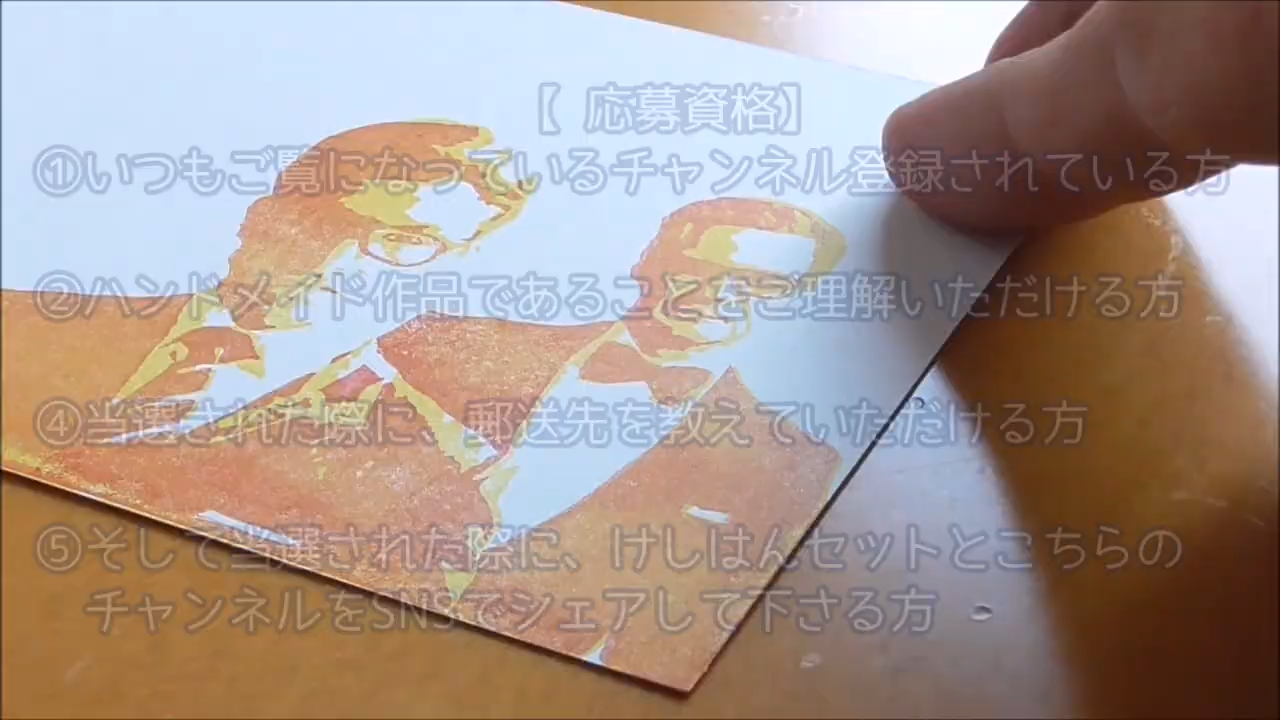 【 応募資格】
①いつもご覧になっているチャンネル登録されている方
②ハンドメイド作品であることをご理解いただける方
④当選された際に、郵送先を教えていただける方
⑤そして当選された際に、けしはんセットとこちらの
チャンネルをSNSでシェアして下さる方